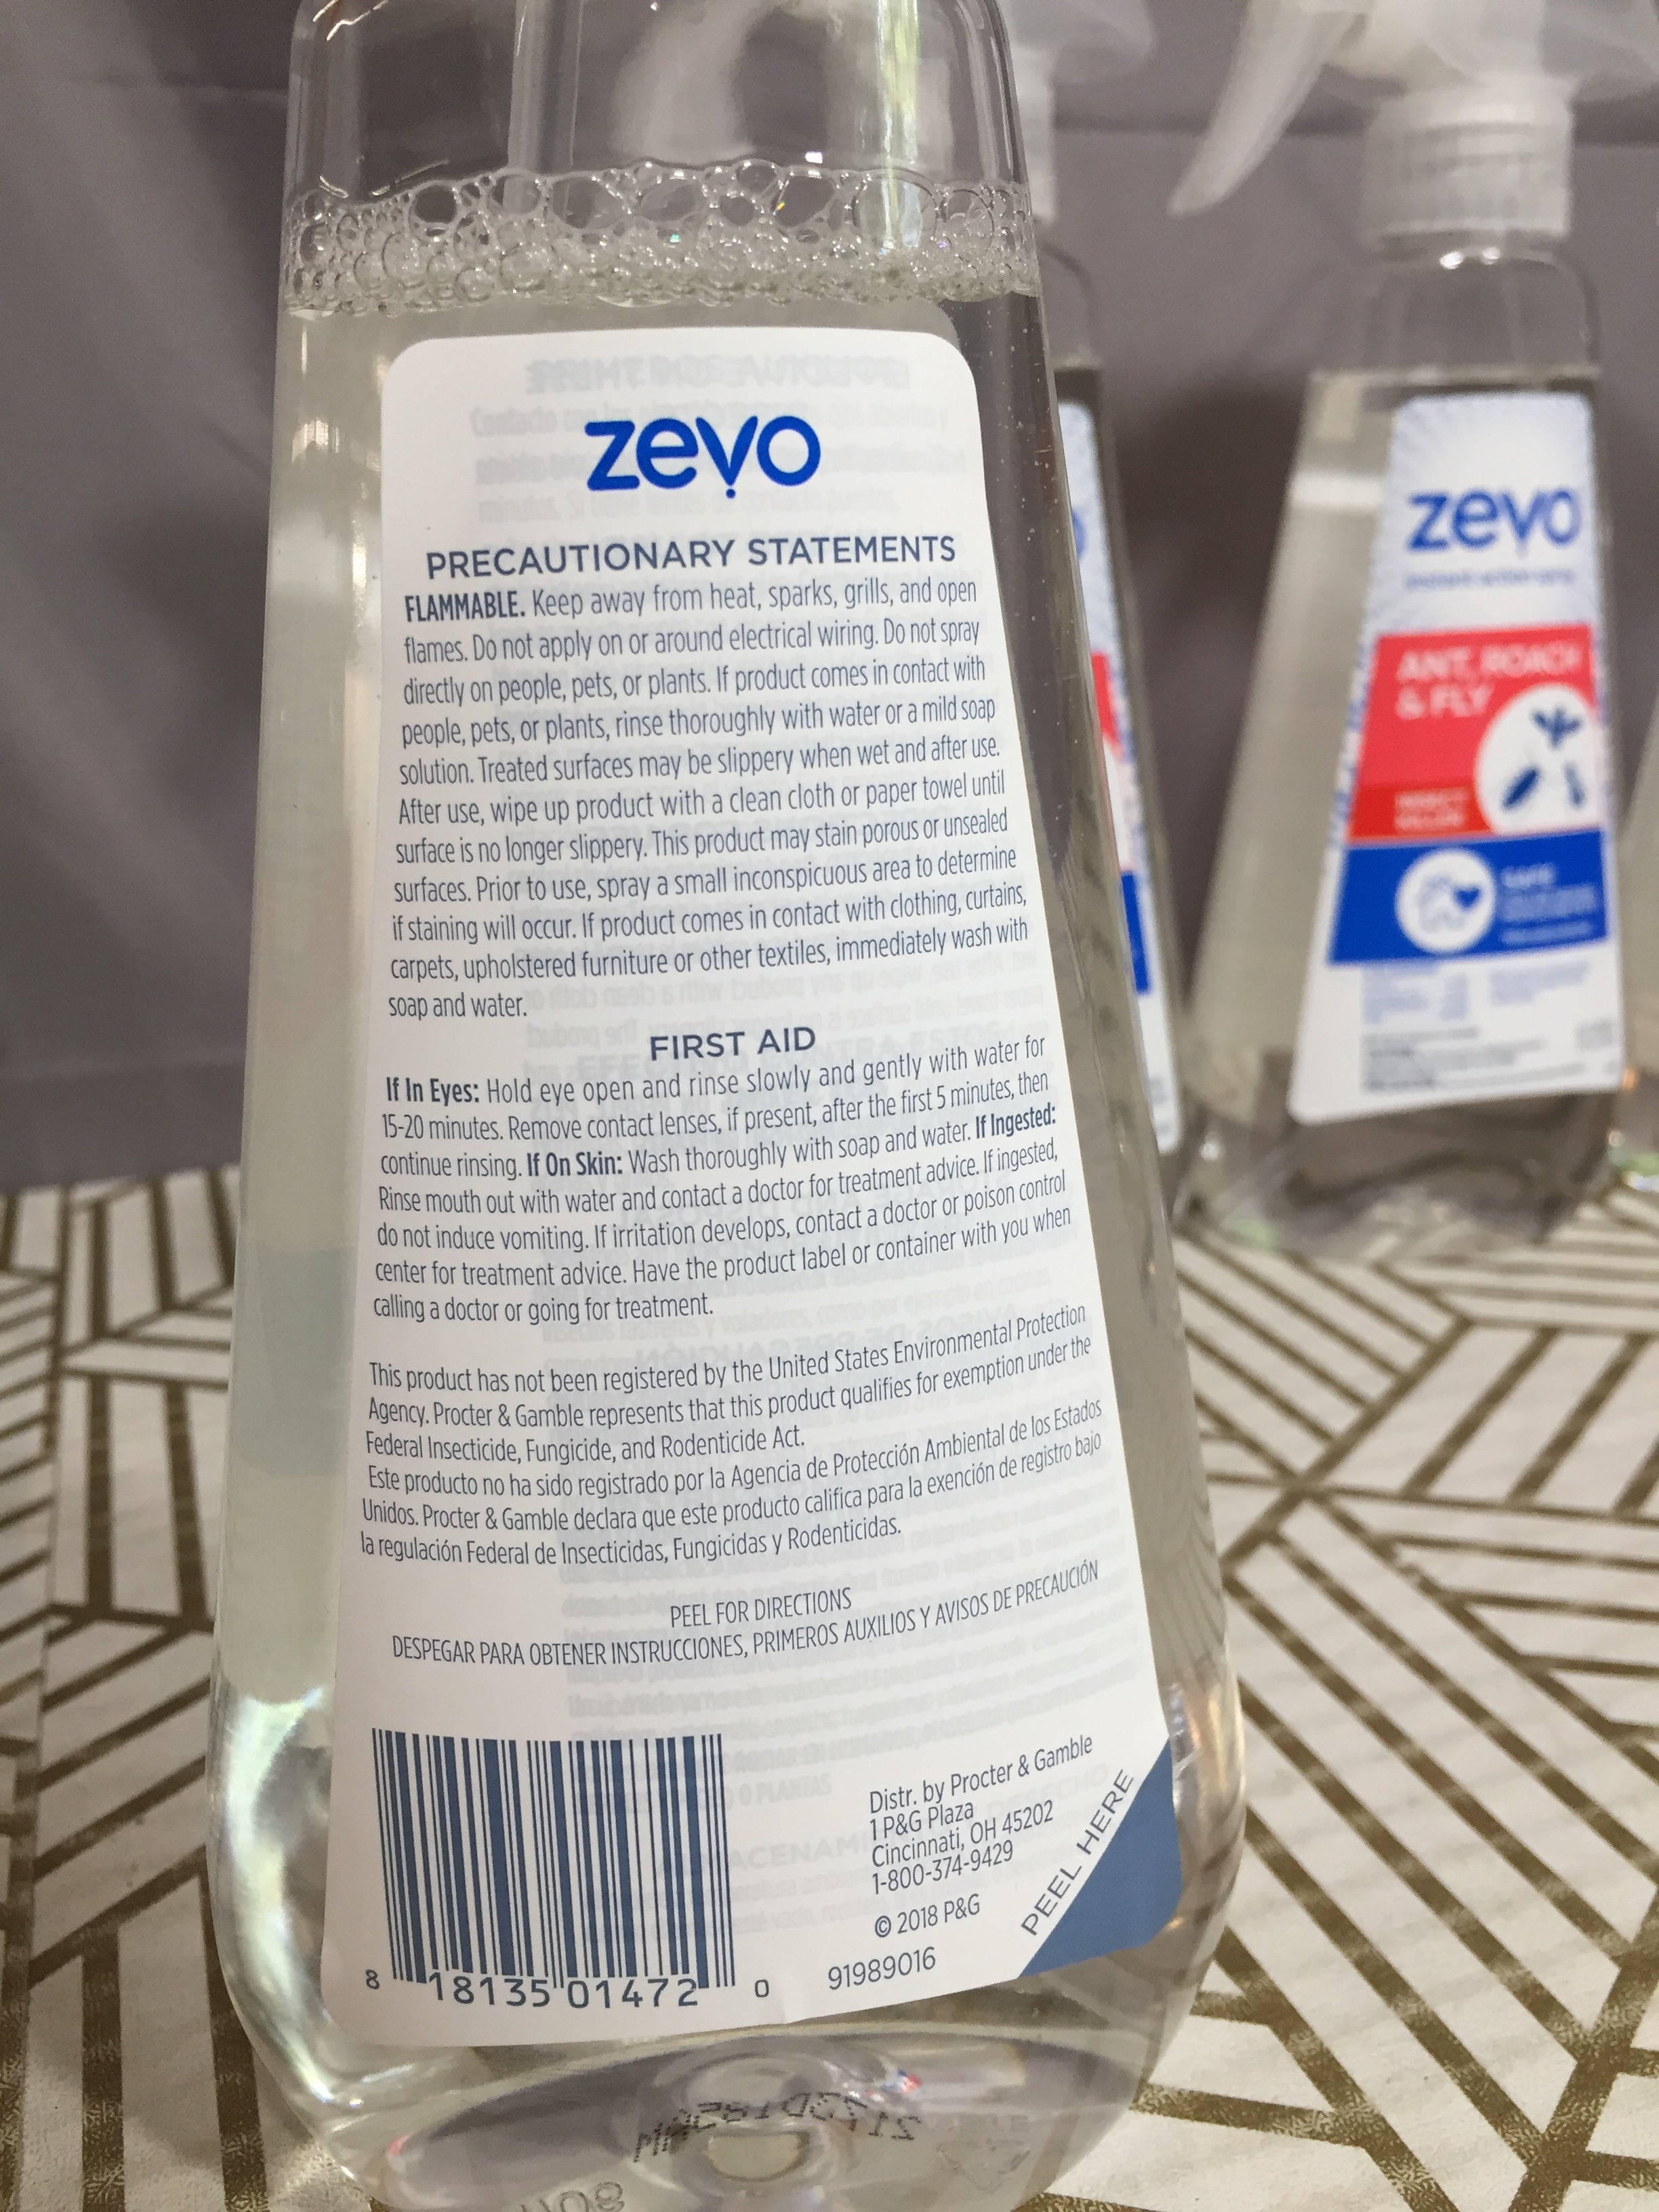 zevo
PRECAUTIONARY STATEMENTS
FLAMMABLE. Keep away from heat, sparks, grills, and open
flames. Do not apply on or around electrical wiring. Do not spray
directly on people, pets, or plants. If product comes in contact with
people, pets, or plants, rinse thoroughly with water or a mild soap
solution. Treated surfaces may be slippery when wet and after use.
After use, wipe up product with a clean cloth or paper towel until
surface is no longer slippery. This product may stain porous or unsealed
surfaces. Prior to use, spray a small inconspicuous area to determine
if staining will occur. If product comes in contact with clothing, curtains,
carpets, upholstered furniture or other textiles, immediately wash with
soap and water.
FIRST AID
If In Eyes: Hold eye open and rinse slowly and gently with water for
15-20 minutes. Remove contact lenses, if present, after the first 5 minutes, then
continue rinsing. If On Skin: Wash thoroughly with soap and water. If Ingested:
Rinse mouth out with water and contact a doctor for treatment advice. If ingested,
do not induce vomiting. If irritation develops, contact a doctor or poison control
center for treatment advice. Have the product label or container with you when
calling a doctor or going for treatment.
This product has not been registered by the United States Environmental Protection
Agency. Procter & Gamble represents that this product qualifies for exemption under the
Federal Insecticide, Fungicide, and Rodenticide Act.
Este producto no ha sido registrado por la Agencia de Protección Ambiental de los Estados
Unidos. Procter & Gamble declara que este producto califica para la exención de registro bajo
la regulación Federal de Insecticidas, Fungicidas y Rodenticidas.
PEEL FOR DIRECTIONS
DESPEGAR PARA OBTENER INSTRUCCIONES, PRIMEROS AUXILIOS Y AVISOS DE PRECAUCIÓN
Distr. by Procter & Gamble
1 P&G Plaza
Cincinnati, OH 45202
1-800-374-9429
© 2018 P&G
91989016
PEEL HERE
8 18135 01472 0
zevo
instant action spray
ANT, ROACH
& FLY
INSECT
KILLER
SAFE